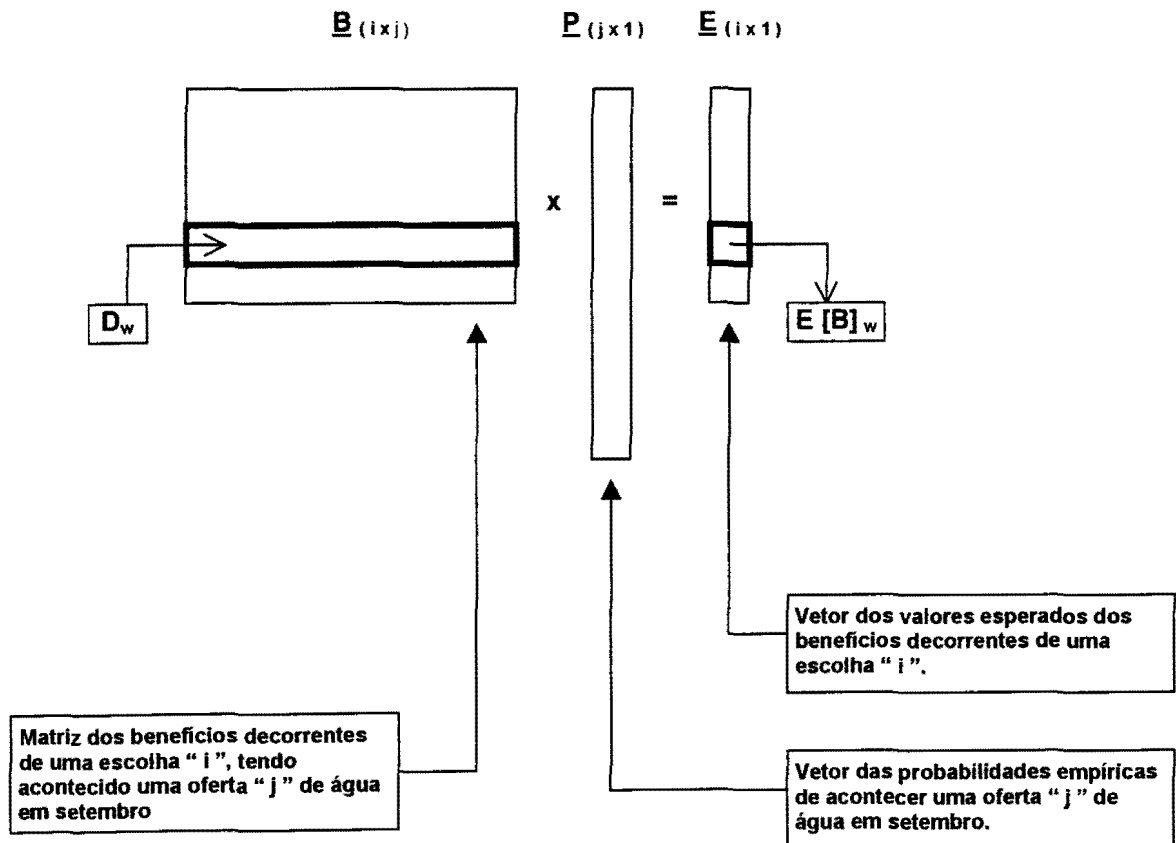 B (i x j) P (j x 1) E (i x 1)
x =
D w
E [B] w
Vetor dos valores esperados dos
benefícios decorrentes de uma
escolha “ i ”.
Matriz dos benefícios decorrentes
de uma escolha “ i ”, tendo
acontecido uma oferta “ j ” de água
em setembro
Vetor das probabilidades empíricas
de acontecer uma oferta “ j ” de
água em setembro.